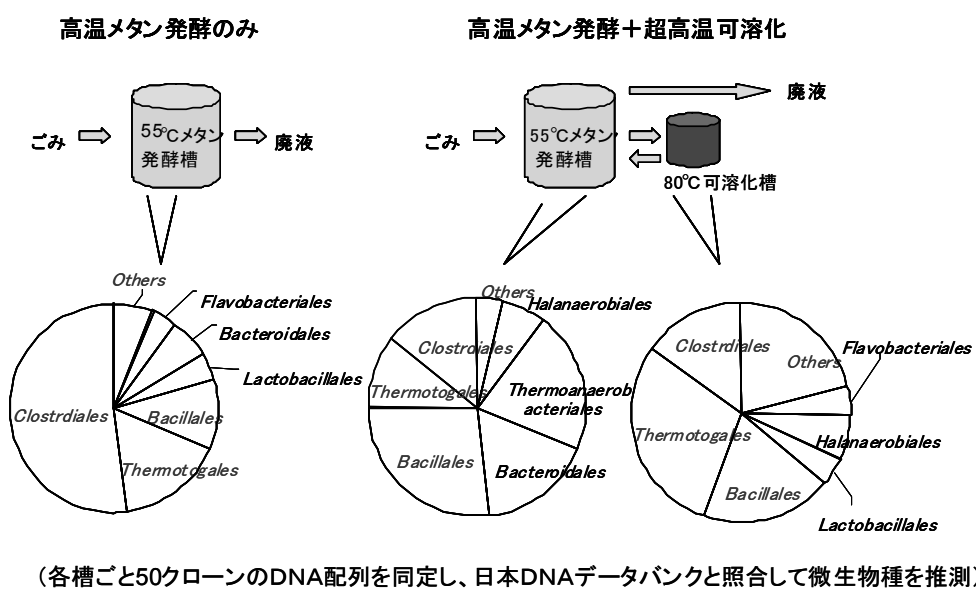 高温メタン発酵のみ
高温メタン発酵＋超高温可溶化
ごみ
55℃メタン
発酵槽
廃液
ごみ
55℃メタン
発酵槽
廃液
80℃可溶化槽
Others
Flavobacteriales
Bacteroidales
Lactobacillales
Bacillales
Thermotogales
Clostrdiales
Others
Halanaerobiales
Thermoanaerob
acteriales
Bacteroidales
Bacillales
Thermotogales
Clostrdiales
Others
Flavobacteriales
Halanaerobiales
Lactobacillales
Bacillales
Thermotogales
Clostrdiales
（各槽ごと50クローンのDNA配列を同定し、日本DNAデータバンクと照合して微生物種を推測）